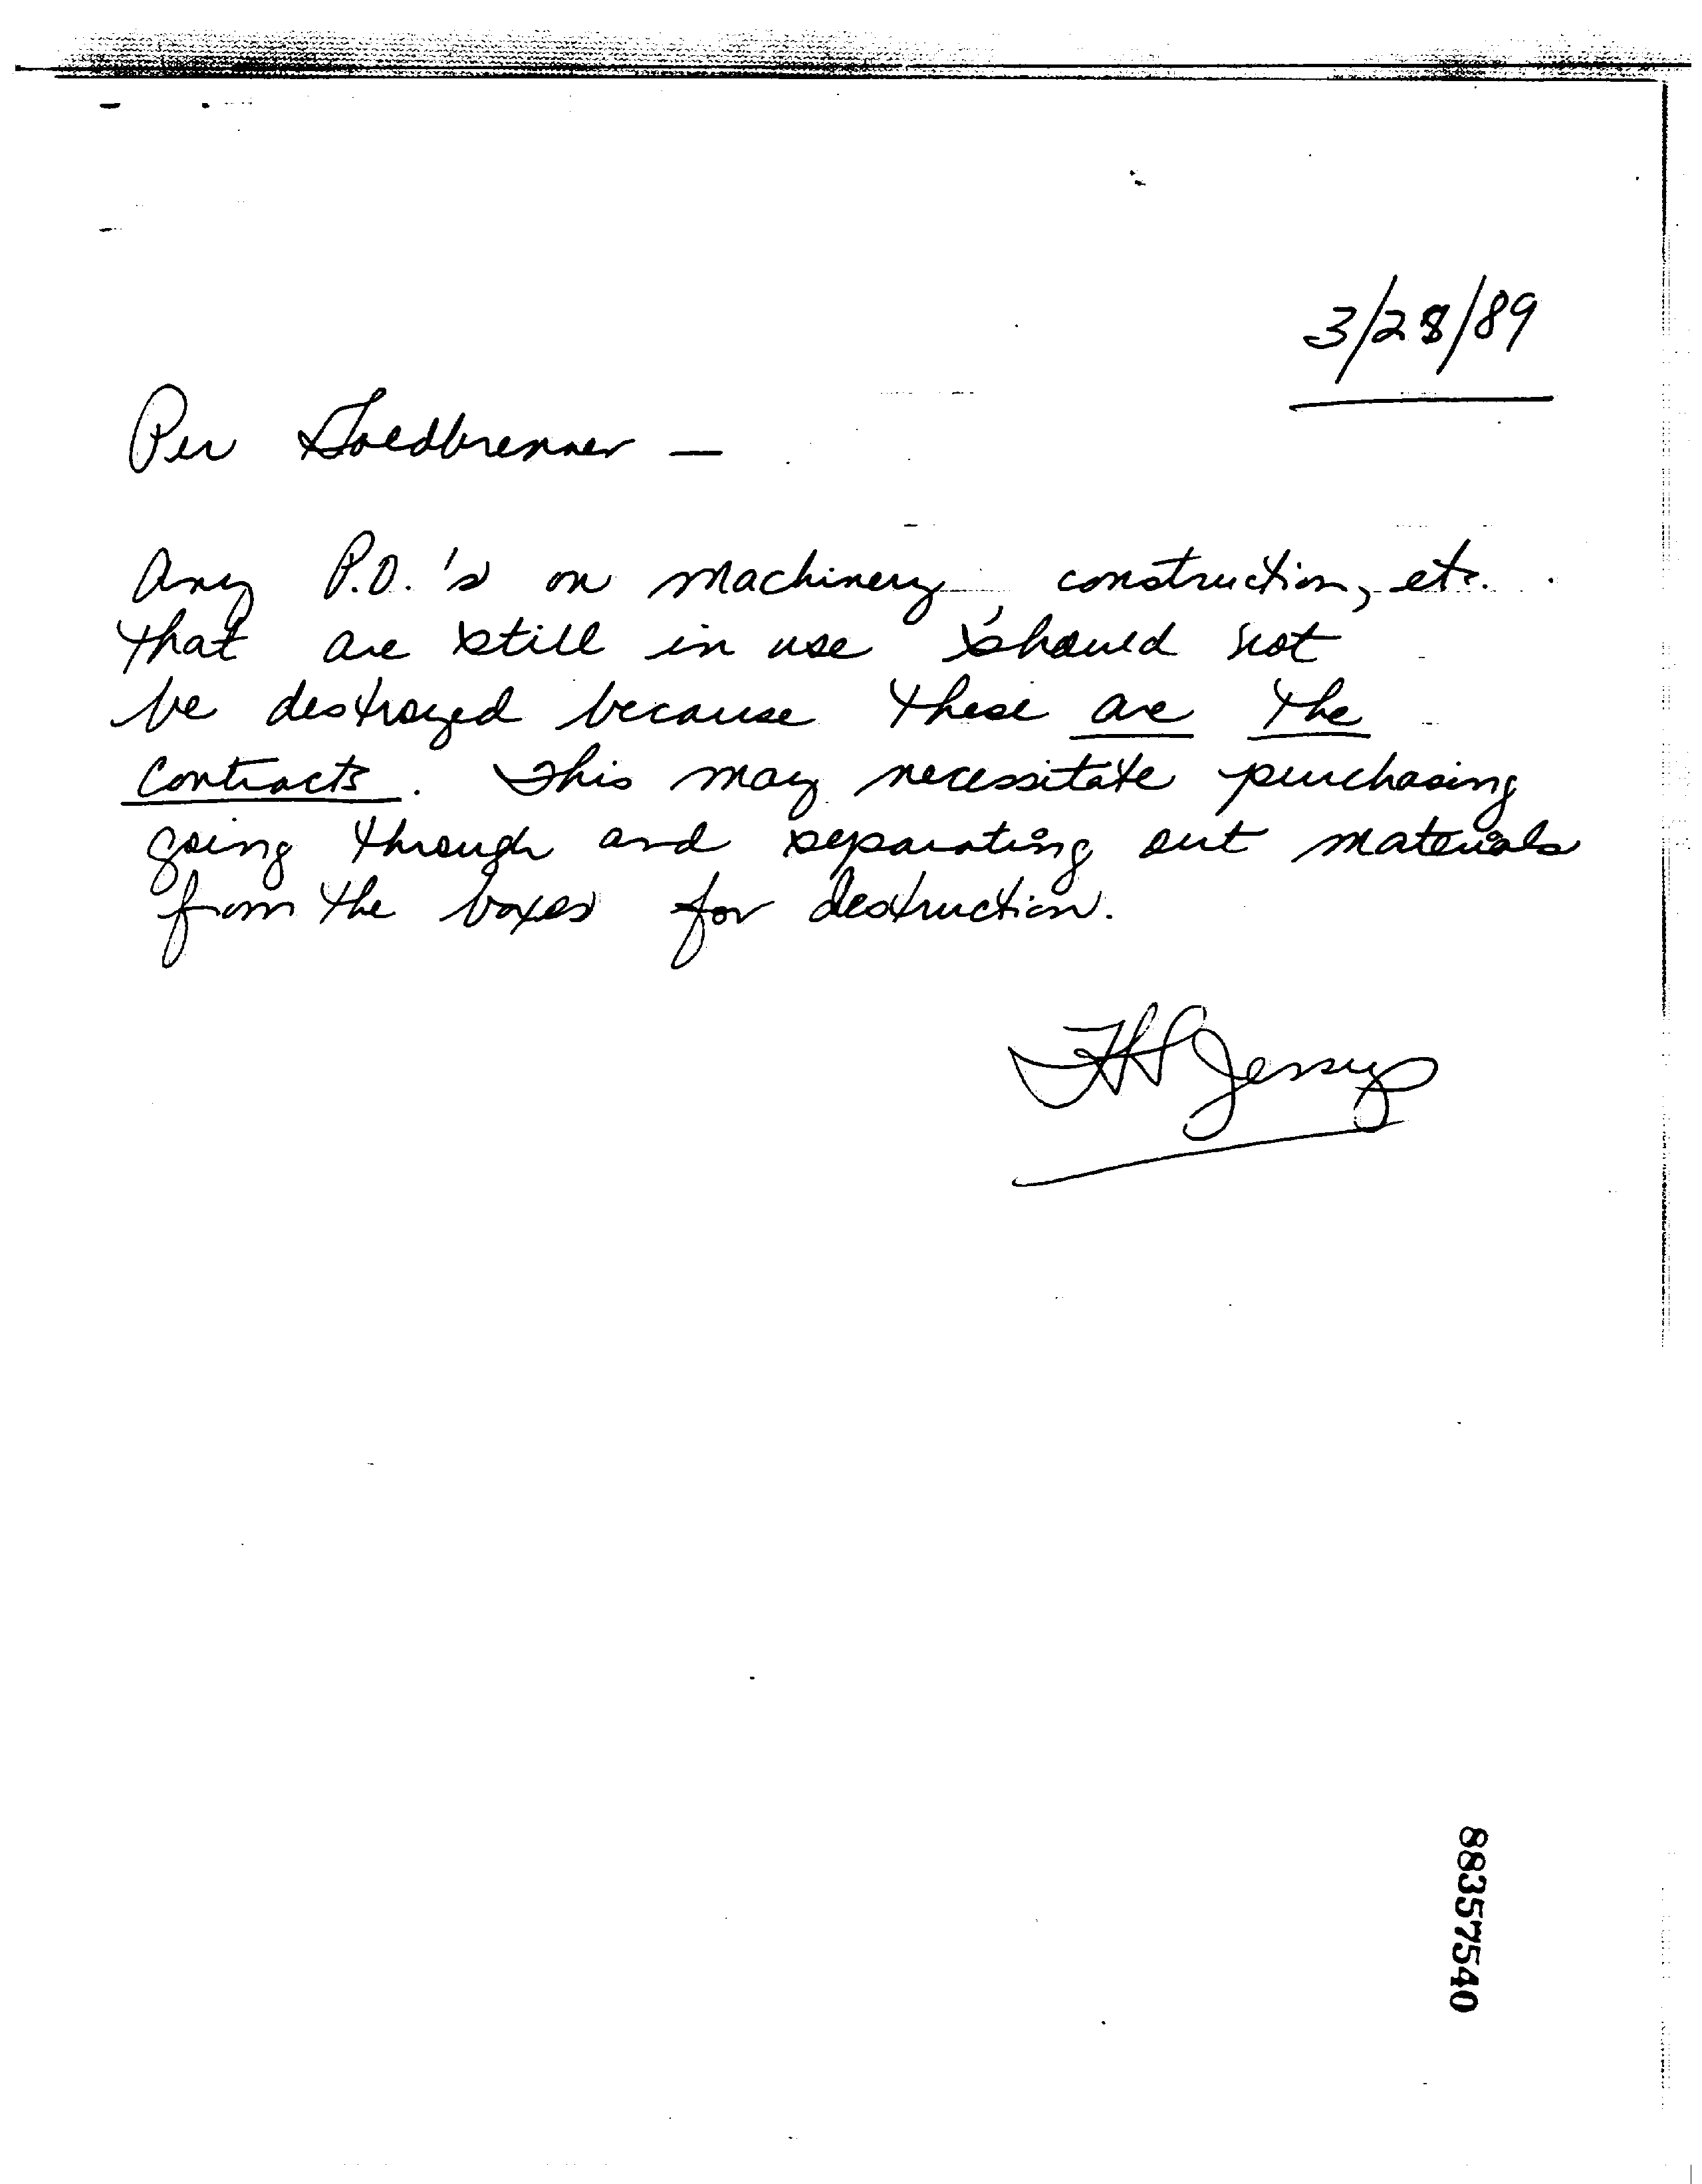 3/28/89
Per Goldbrenner —
Any P.O.'s on machinery, construction, etc.
that are still in use should not
be destroyed because these are the
contracts. This may necessitate purchasing
going through and separating out materials
from the boxes for destruction.
Jessup
88357540